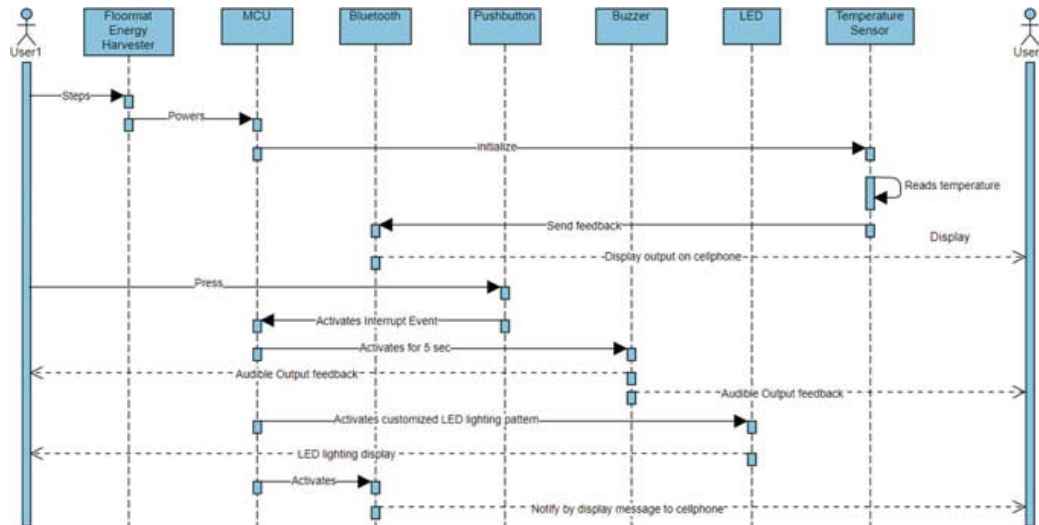 Floormat
Energy
Harvester
MCU
Bluetooth
Pushbutton
Buzzer
LED
Temperature
Sensor
User1
User
Steps
Powers
initialize
Reads temperature
Send feedback
Display
Display output on cellphone
Press
Activates Interrupt Event
Activates for 5 sec
Audible Output feedback
Audible Output feedback
Activates customized LED lighting pattern
LED lighting display
Activates
Notify by display message to cellphone